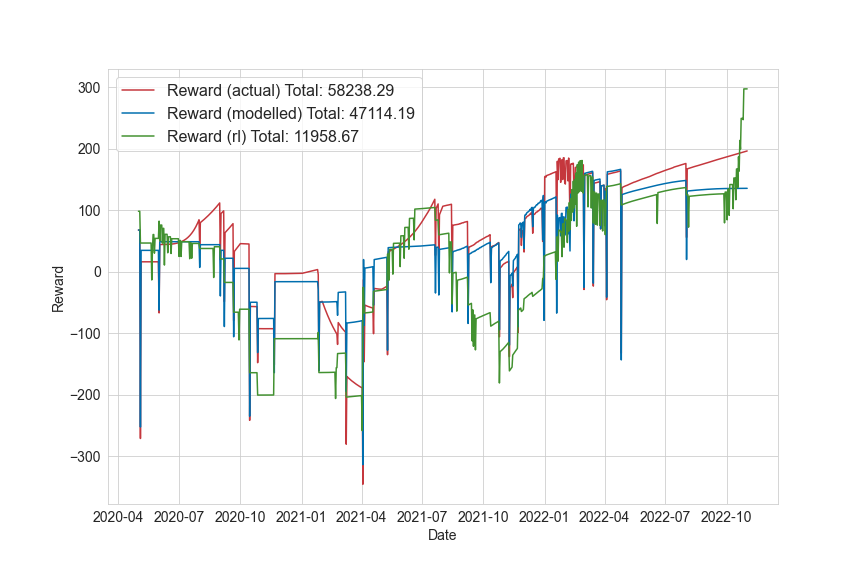 Reward (actual) Total: 58238.29
Reward (modelled) Total: 47114.19
Reward (rl) Total: 11958.67
300
200
100
0
−100
−200
−300
Reward
2020-04 2020-07 2020-10 2021-01 2021-04 2021-07 2021-10 2022-01 2022-04 2022-07 2022-10
Date